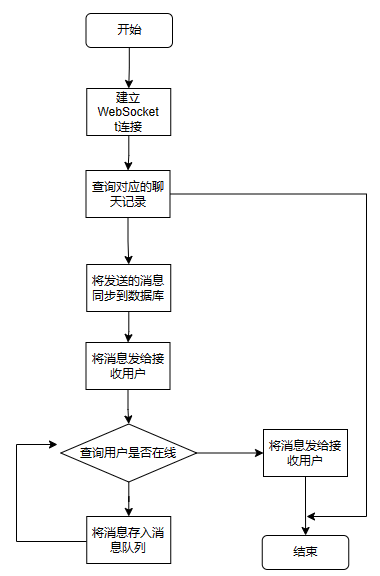 开始
建立
WebSocket
t连接
查询对应的聊
天记录
将发送的消息
同步到数据库
将消息发给接
收用户
查询用户是否在线
将消息发给接
收用户
将消息存入消
息队列
结束